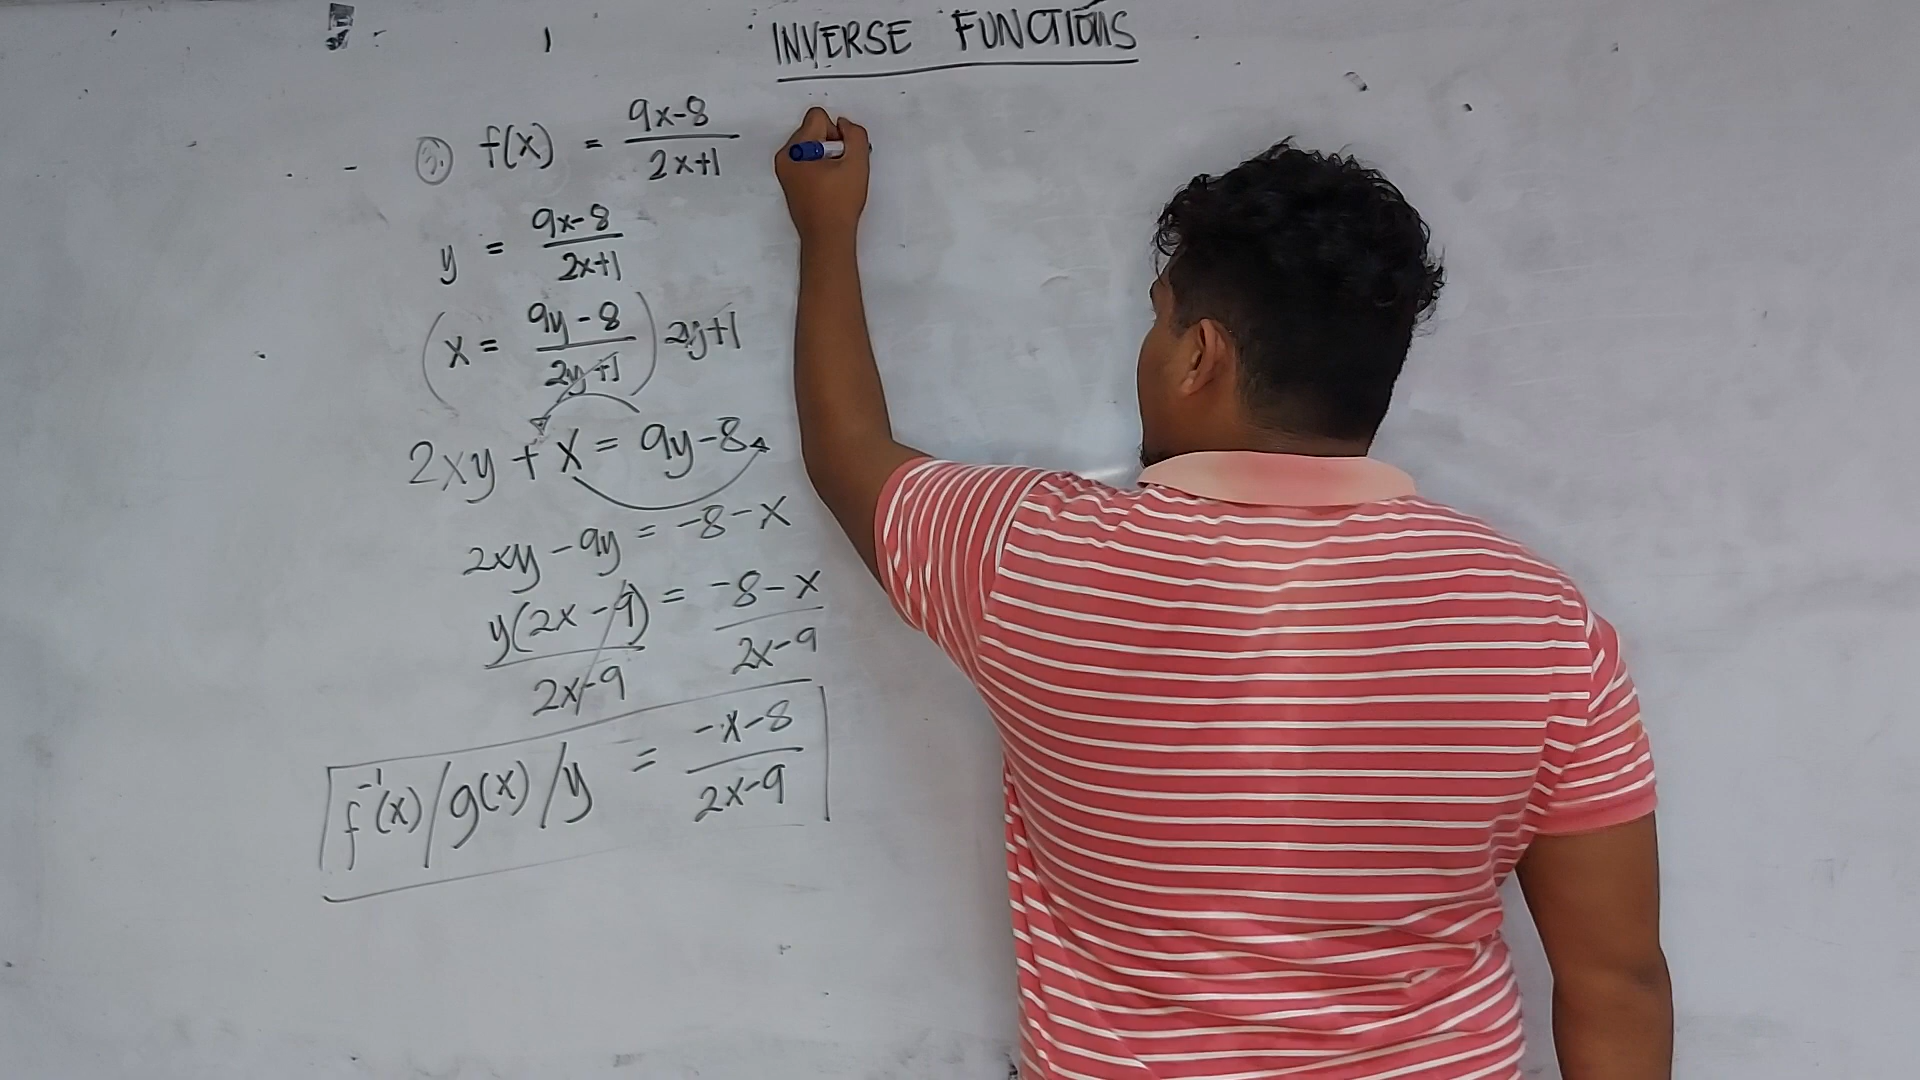 INVERSE FUNCTIONS
f(x) = 9x-8 / 2x+1
y = 9x-8 / 2x+1
(x = 9y-8 / 2y+1) 2y+1
2xy + x = 9y-8
2xy - 9y = -8-x
y(2x-9) / 2x-9 = -8-x / 2x-9
f⁻¹(x)/g(x)/y = -x-8 / 2x-9